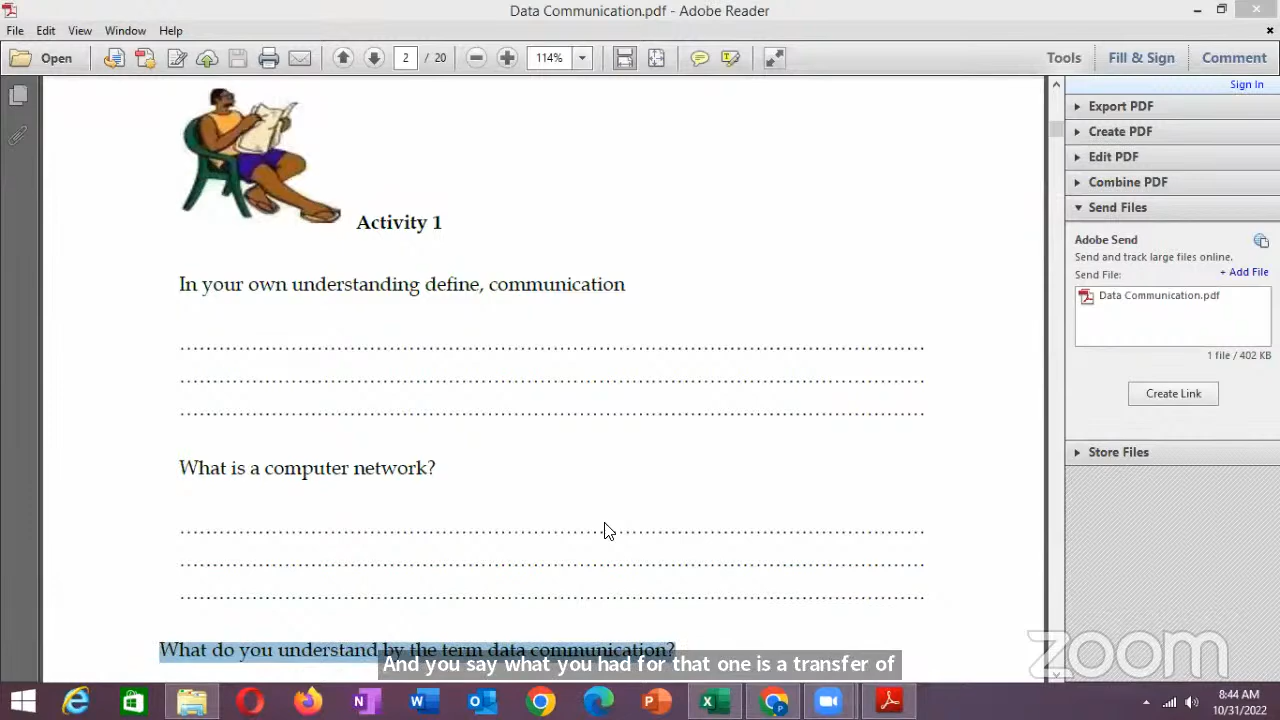 Data Communication.pdf - Adobe Reader
File Edit View Window Help
Open 2 / 20 114% Tools Fill & Sign Comment
Sign In
Export PDF
Create PDF
Edit PDF
Combine PDF
Send Files
Adobe Send
Send and track large files online.
Send File:
+ Add File
Data Communication.pdf
1 file / 402 KB
Create Link
Store Files
Activity 1
In your own understanding define, communication
What is a computer network?
What do you understand by the term data communication?
And you say what you had for that one is a transfer of
zoom
8:44 AM
10/31/2022